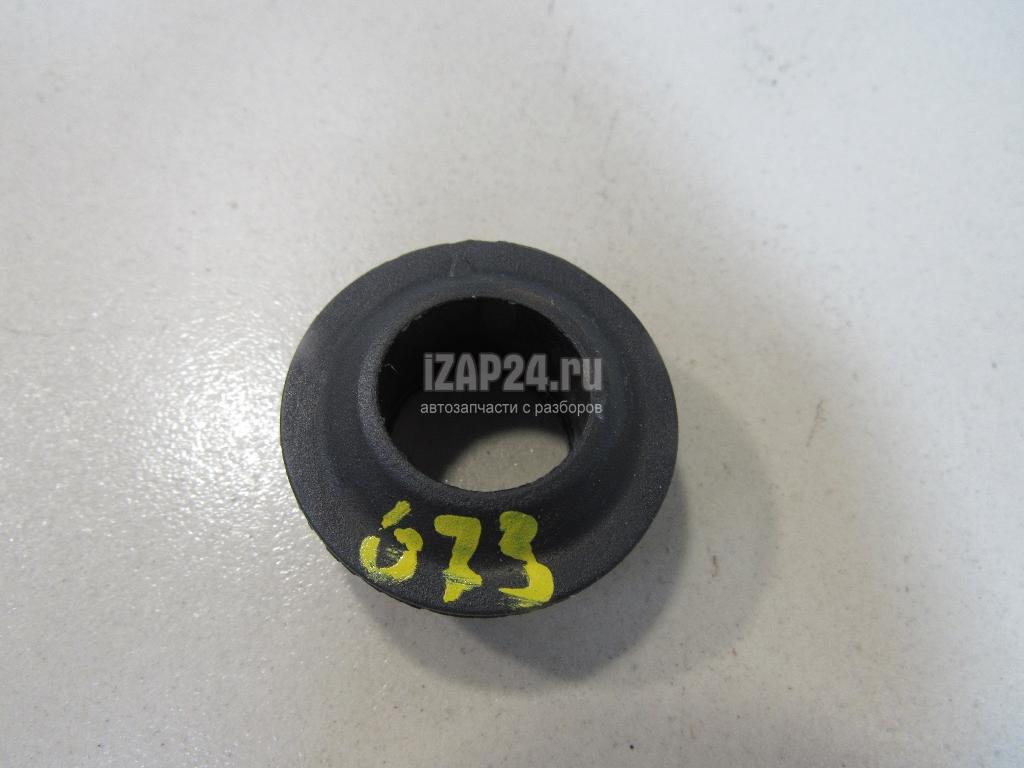 iZAP24.ru
автозапчасти с разборов
673